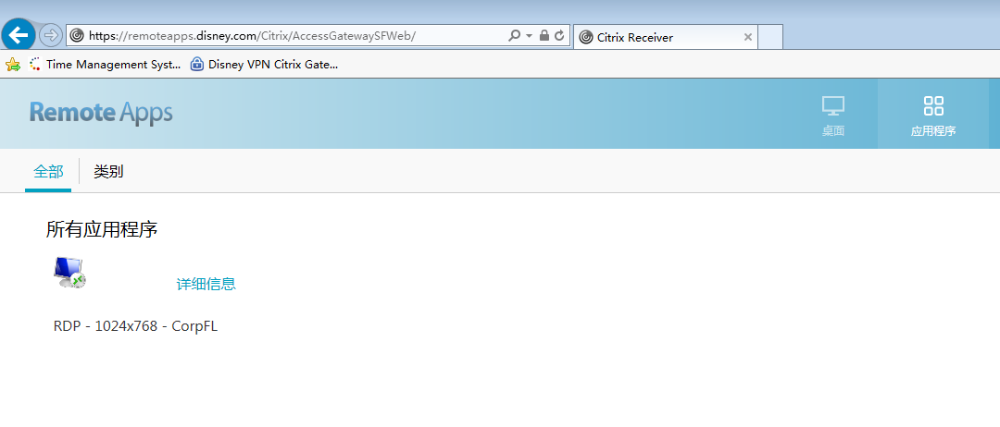 https://remoteapps.disney.com/Citrix/AccessGatewaySFWeb/
Citrix Receiver
Time Management Syst...
Disney VPN Citrix Gate...
Remote Apps
桌面
应用程序
全部
类别
所有应用程序
详细信息
RDP - 1024x768 - CorpFL